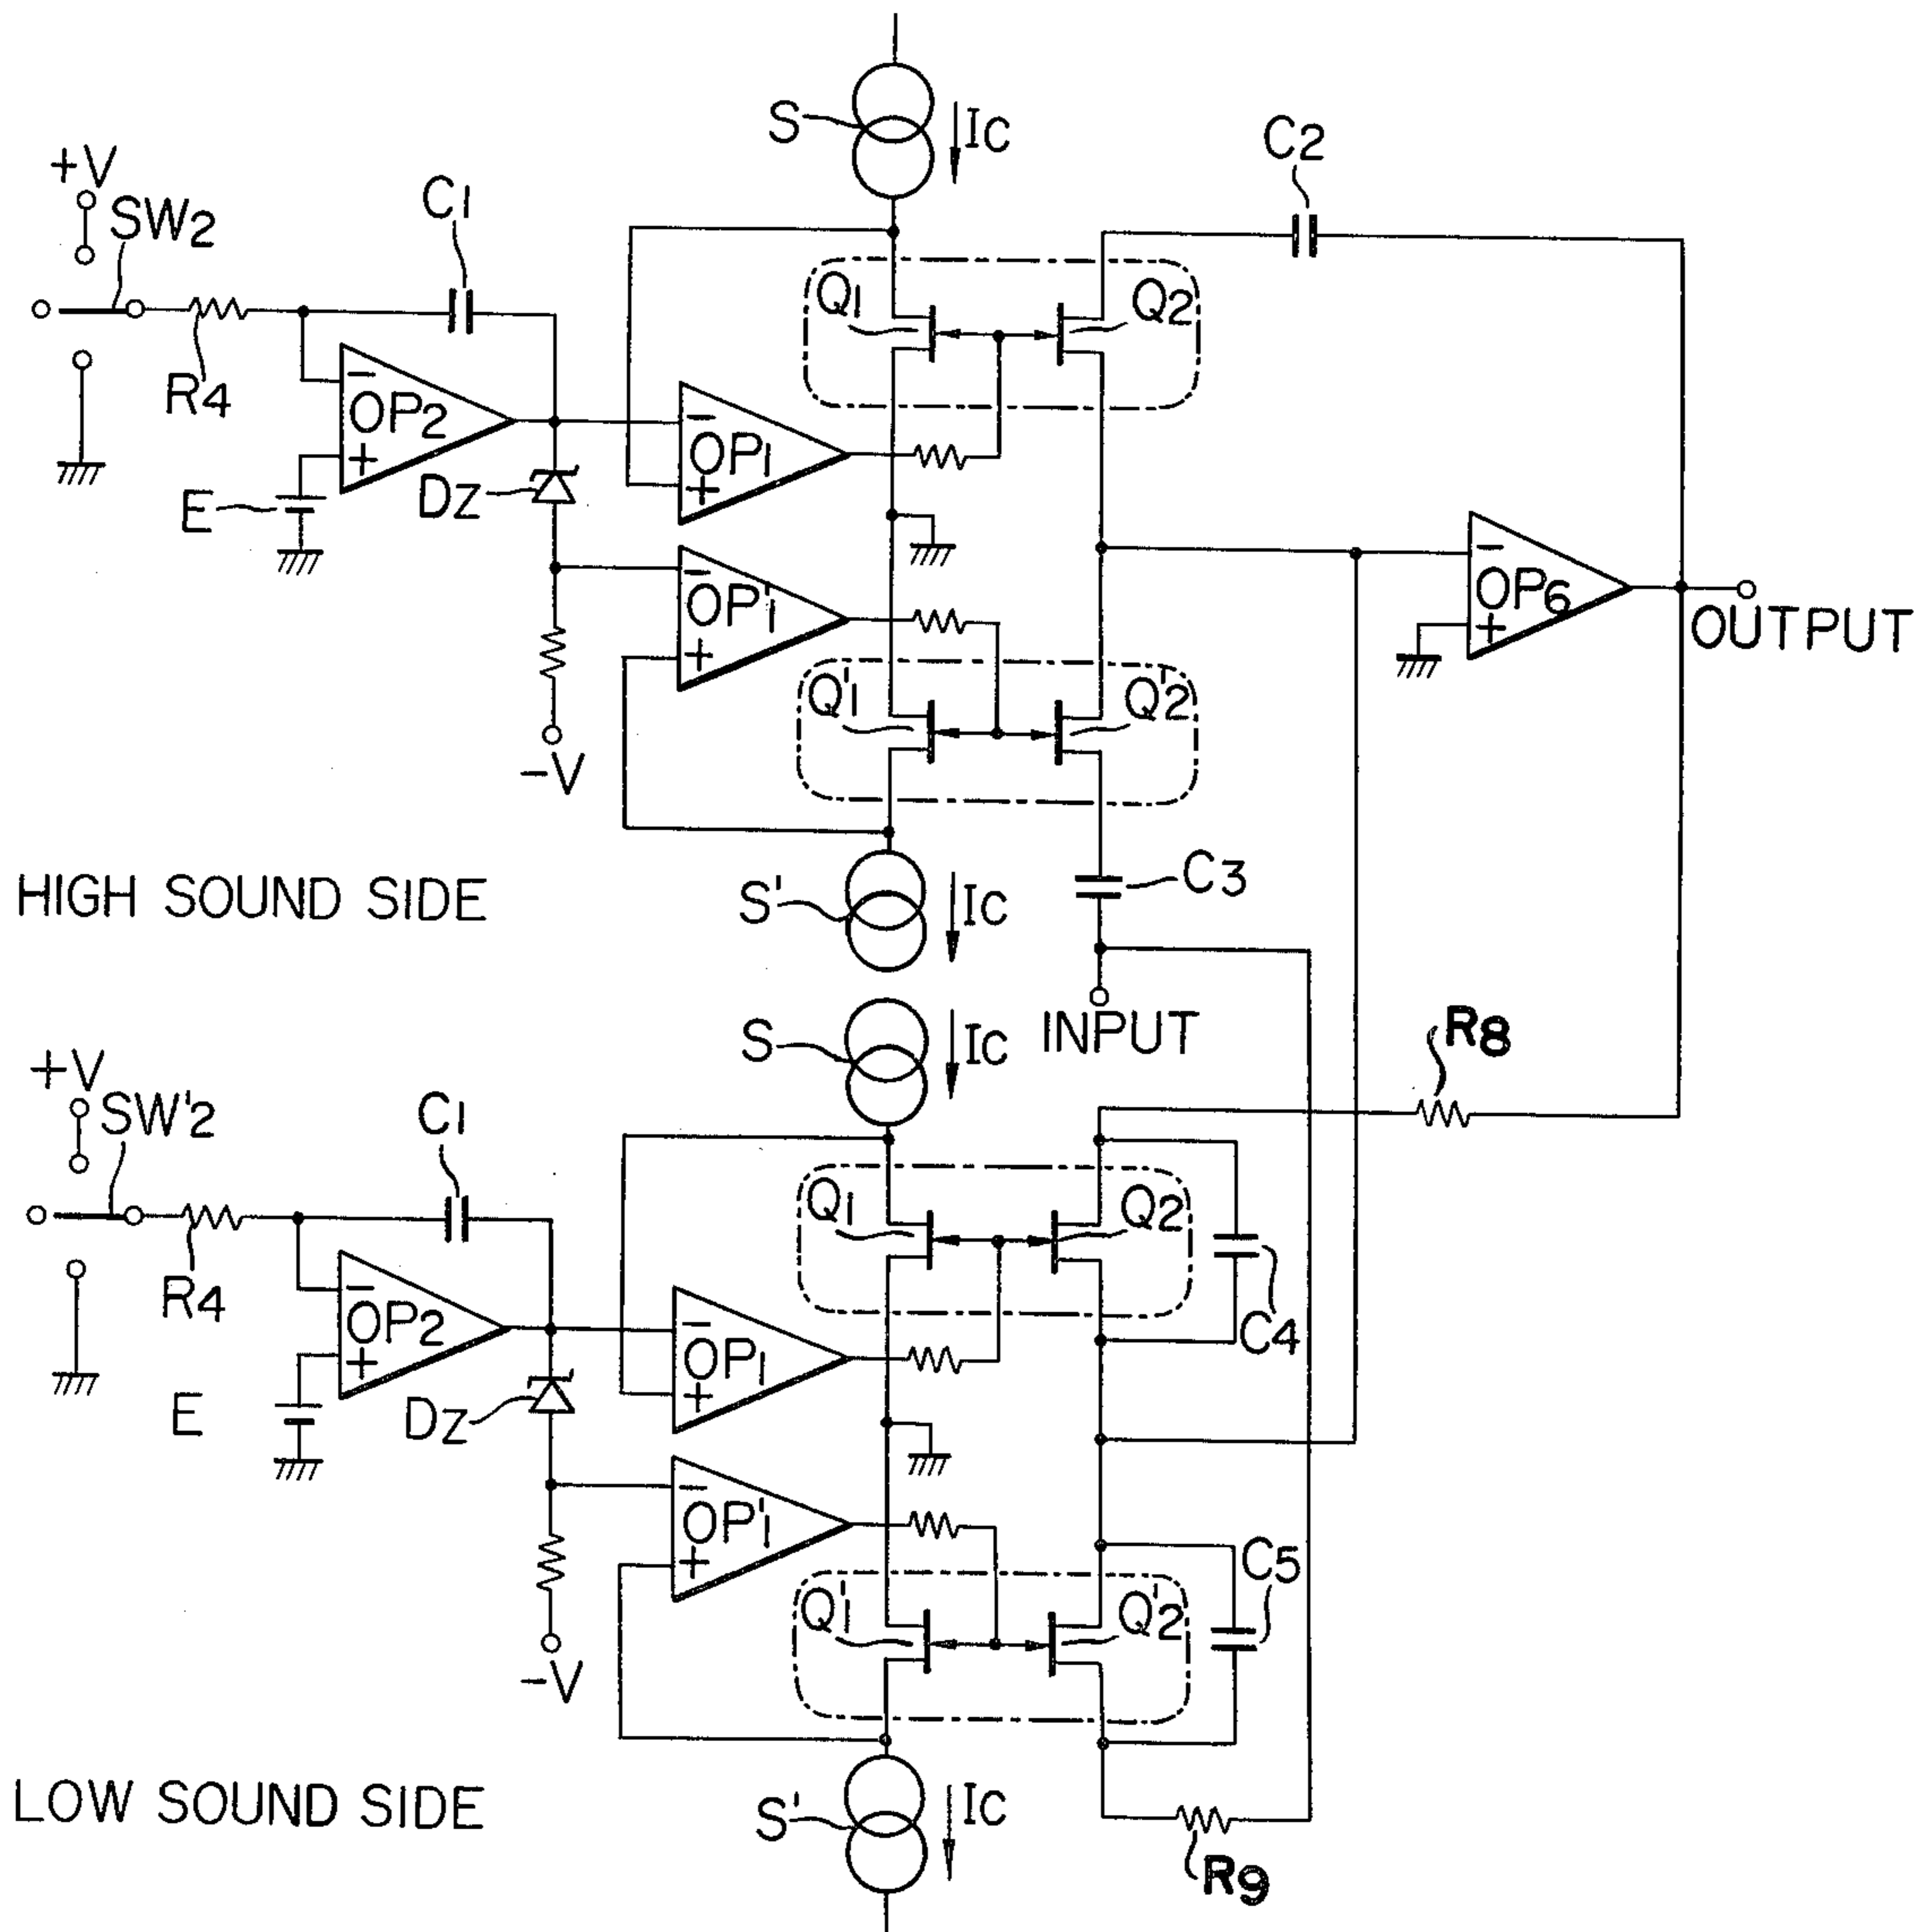 S
IC
C2
+V
SW2
C1
Q1
Q2
R4
OP2
OP1
E
DZ
OP'1
OP6
OUTPUT
Q'1
Q'2
-V
C3
HIGH SOUND SIDE
S'
IC
INPUT
S
IC
R8
+V
SW'2
C1
Q1
Q2
R4
OP2
OP1
C4
E
DZ
OP'1
C5
Q'1
Q'2
-V
LOW SOUND SIDE
S'
IC
R9